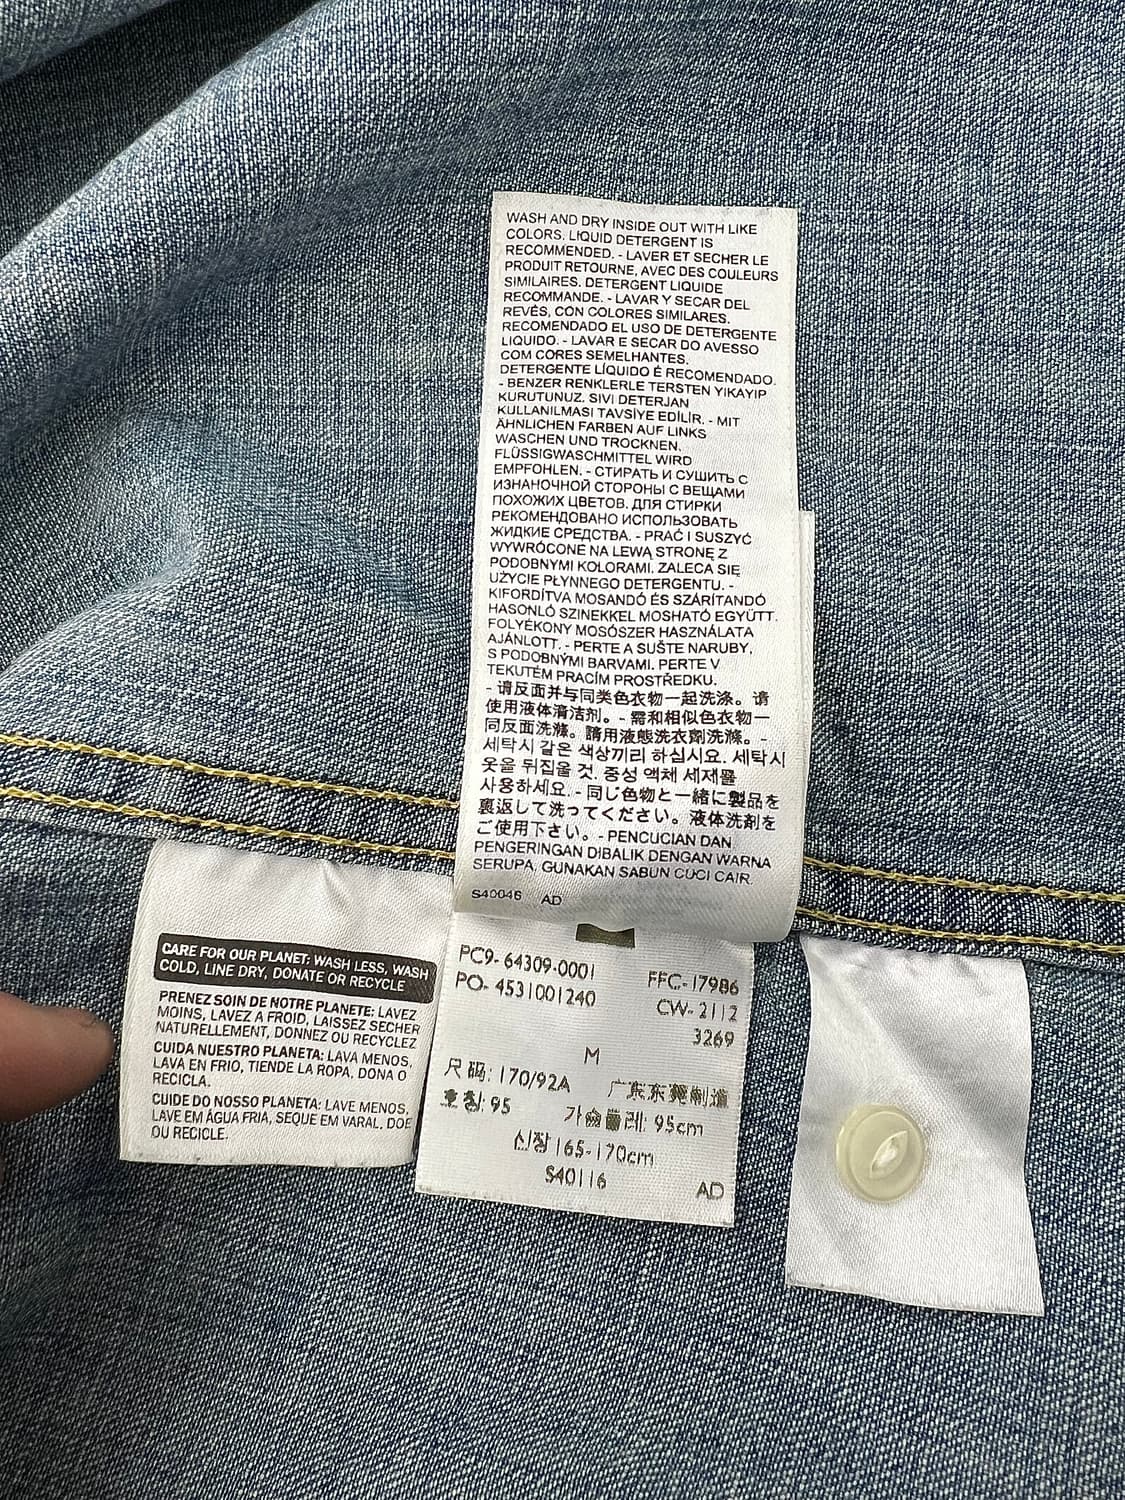 WASH AND DRY INSIDE OUT WITH LIKE
COLORS. LIQUID DETERGENT IS
RECOMMENDED. - LAVER ET SECHER LE
PRODUIT RETOURNE, AVEC DES COULEURS
SIMILAIRES. DETERGENT LIQUIDE
RECOMMANDE. - LAVAR Y SECAR DEL
REVÉS, CON COLORES SIMILARES.
RECOMENDADO EL USO DE DETERGENTE
LIQUIDO. - LAVAR E SECAR DO AVESSO
COM CORES SEMELHANTES.
DETERGENTE LÍQUIDO É RECOMENDADO.
- BENZER RENKLERLE TERSTEN YIKAYIP
KURUTUNUZ. SIVI DETERJAN
KULLANILMASI TAVSİYE EDİLİR. - MIT
ÄHNLICHEN FARBEN AUF LINKS
WASCHEN UND TROCKNEN.
FLÜSSIGWASCHMITTEL WIRD
EMPFOHLEN. - СТИРАТЬ И СУШИТЬ С
ИЗНАНОЧНОЙ СТОРОНЫ С ВЕЩАМИ
ПОХОЖИХ ЦВЕТОВ. ДЛЯ СТИРКИ
РЕКОМЕНДОВАНО ИСПОЛЬЗОВАТЬ
ЖИДКИЕ СРЕДСТВА. - PRAĆ I SUSZYĆ
WYWRÓCONE NA LEWĄ STRONĘ Z
PODOBNYMI KOLORAMI. ZALECA SIĘ
UŻYCIE PŁYNNEGO DETERGENTU. -
KIFORDÍTVA MOSANDÓ ÉS SZÁRÍTANDÓ
HASONLÓ SZINEKKEL MOSHATÓ EGYÜTT.
FOLYÉKONY MOSÓSZER HASZNÁLATA
AJÁNLOTT. - PERTE A SUŠTE NARUBY,
S PODOBNÝMI BARVAMI. PERTE V
TEKUTÉM PRACÍM PROSTŘEDKU.
- 请反面并与同类色衣物一起洗涤。请
使用液体清洁剂。- 需和相似色衣物一
同反面洗滌。請用液態洗衣劑洗滌。-
세탁시 같은 색상끼리 하십시요. 세탁시
옷을 뒤집을 것. 중성 액체 세제를
사용하세요. - 同じ色物と一緒に製品を
裏返して洗ってください。液体洗剤を
ご使用下さい。- PENCUCIAN DAN
PENGERINGAN DIBALIK DENGAN WARNA
SERUPA, GUNAKAN SABUN CUCI CAIR.
S40046 AD
CARE FOR OUR PLANET: WASH LESS, WASH
COLD, LINE DRY, DONATE OR RECYCLE
PRENEZ SOIN DE NOTRE PLANETE: LAVEZ
MOINS, LAVEZ A FROID, LAISSEZ SECHER
NATURELLEMENT, DONNEZ OU RECYCLEZ
CUIDA NUESTRO PLANETA: LAVA MENOS,
LAVA EN FRIO, TIENDE LA ROPA, DONA O
RECICLA.
CUIDE DO NOSSO PLANETA: LAVE MENOS,
LAVE EM ÁGUA FRIA, SEQUE EM VARAL, DOE
OU RECICLE.
PC9- 64309-0001 FFC-17986
PO- 4531001240 CW- 2112
3269
M
尺码: 170/92A 广东东莞制造
호칭: 95 가슴둘레: 95cm
신장 165-170cm
S40116 AD